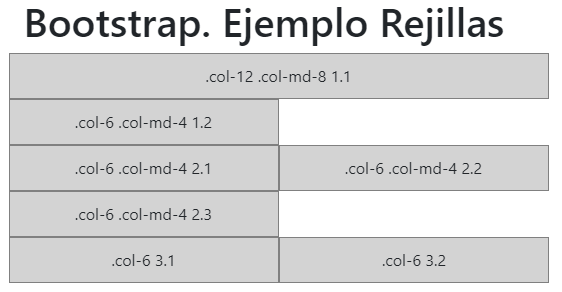 Bootstrap. Ejemplo Rejillas
.col-12 .col-md-8 1.1
.col-6 .col-md-4 1.2
.col-6 .col-md-4 2.1
.col-6 .col-md-4 2.2
.col-6 .col-md-4 2.3
.col-6 3.1
.col-6 3.2